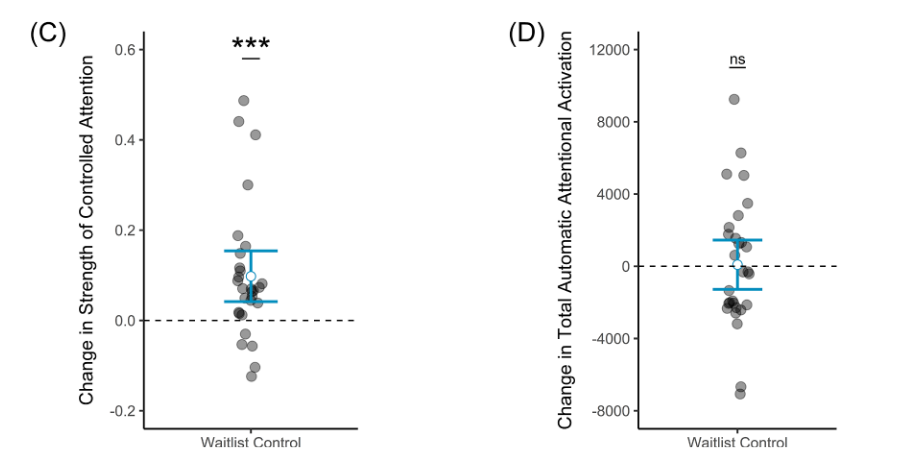 (C)
Change in Strength of Controlled Attention
0.6
0.4
0.2
0.0
-0.2
***
Waitlist Control
(D)
Change in Total Automatic Attentional Activation
12000
8000
4000
0
-4000
-8000
ns
Waitlist Control